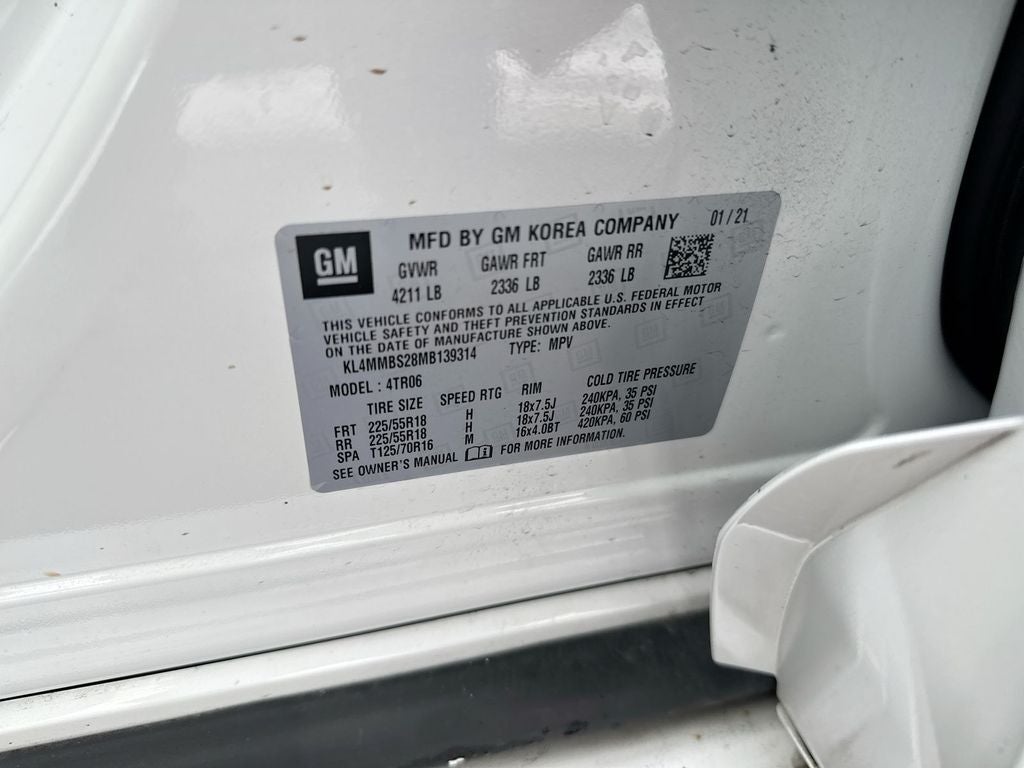 GM
MFD BY GM KOREA COMPANY 01 / 21
GVWR GAWR FRT GAWR RR
4211 LB 2336 LB 2336 LB
THIS VEHICLE CONFORMS TO ALL APPLICABLE U.S. FEDERAL MOTOR
VEHICLE SAFETY AND THEFT PREVENTION STANDARDS IN EFFECT
ON THE DATE OF MANUFACTURE SHOWN ABOVE.
KL4MMBS28MB139314 TYPE: MPV
MODEL : 4TR06
TIRE SIZE SPEED RTG RIM COLD TIRE PRESSURE
FRT 225/55R18 H 18x7.5J 240KPA, 35 PSI
RR 225/55R18 H 18x7.5J 240KPA, 35 PSI
SPA T125/70R16 M 16x4.0BT 420KPA, 60 PSI
SEE OWNER'S MANUAL FOR MORE INFORMATION.